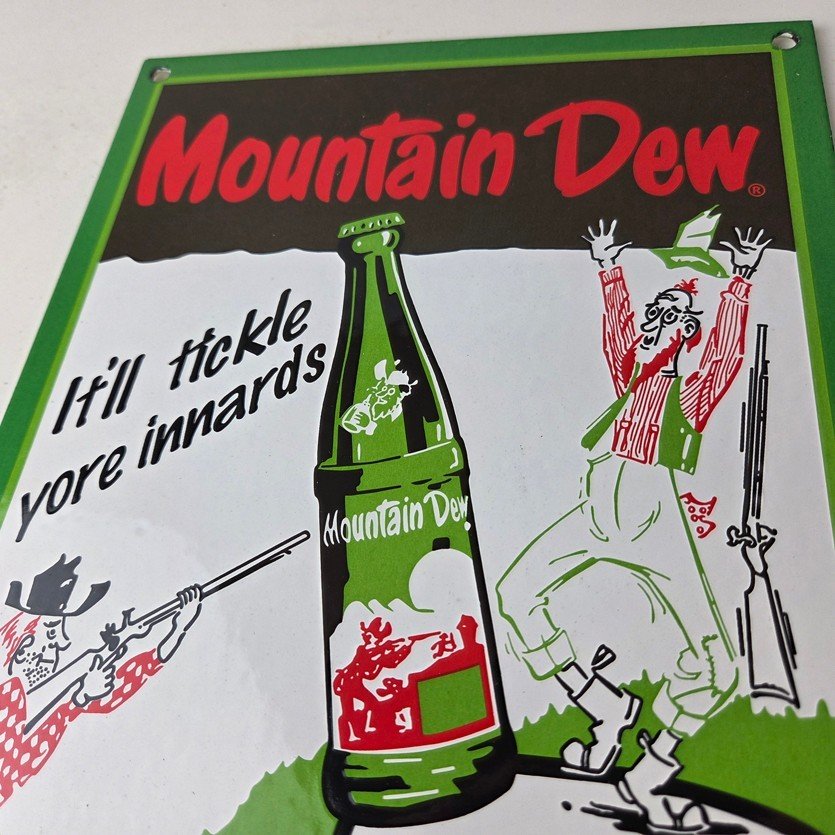 Mountain Dew®
It'll tickle
yore innards
Mountain Dew